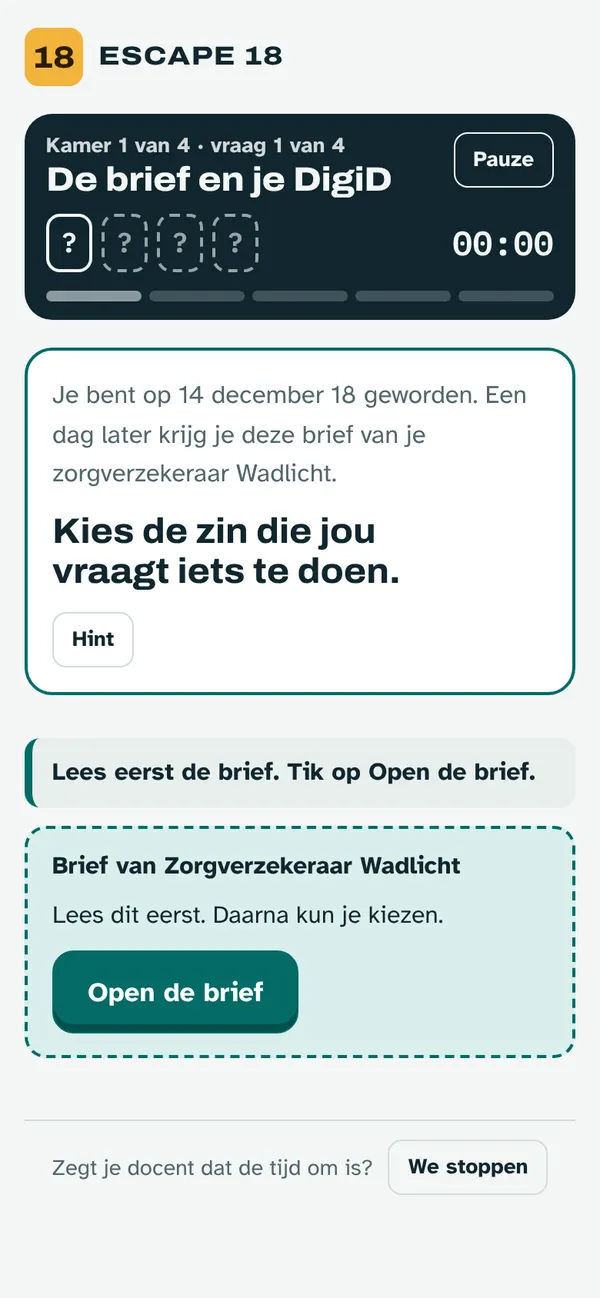 18 ESCAPE 18
Kamer 1 van 4 · vraag 1 van 4
De brief en je DigiD
Pauze
? ? ? ?
00:00
Je bent op 14 december 18 geworden. Een
dag later krijg je deze brief van je
zorgverzekeraar Wadlicht.
Kies de zin die jou
vraagt iets te doen.
Hint
Lees eerst de brief. Tik op Open de brief.
Brief van Zorgverzekeraar Wadlicht
Lees dit eerst. Daarna kun je kiezen.
Open de brief
Zegt je docent dat de tijd om is?
We stoppen